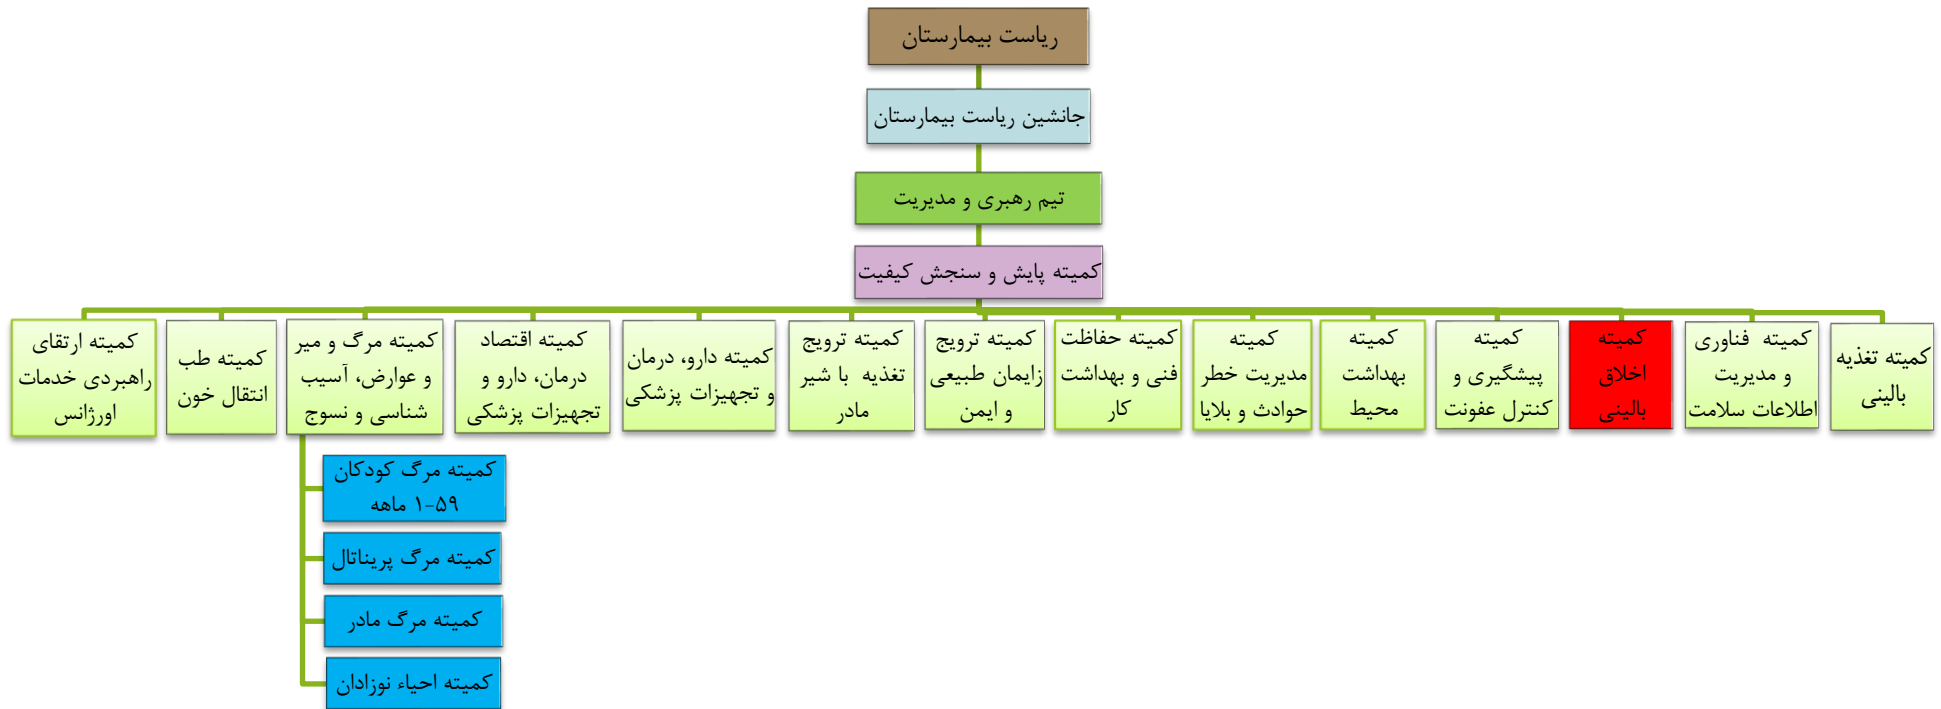 ریاست بیمارستان
جانشین ریاست بیمارستان
تیم رهبری و مدیریت
کمیته پایش و سنجش کیفیت
کمیته تغذیه
بالینی
کمیته فناوری
و مدیریت
اطلاعات سلامت
کمیته
اخلاق
بالینی
کمیته
پیشگیری و
کنترل عفونت
کمیته
بهداشت
محیط
کمیته
مدیریت خطر
حوادث و بلایا
کمیته حفاظت
فنی و بهداشت
کار
کمیته ترویج
زایمان طبیعی
و ایمن
کمیته ترویج
تغذیه با شیر
مادر
کمیته دارو، درمان
و تجهیزات پزشکی
کمیته اقتصاد
درمان، دارو و
تجهیزات پزشکی
کمیته مرگ و میر
و عوارض، آسیب
شناسی و نسوج
کمیته طب
انتقال خون
کمیته ارتقای
راهبردی خدمات
اورژانس
کمیته مرگ کودکان
۱-۵۹ ماهه
کمیته مرگ پریناتال
کمیته مرگ مادر
کمیته احیاء نوزادان